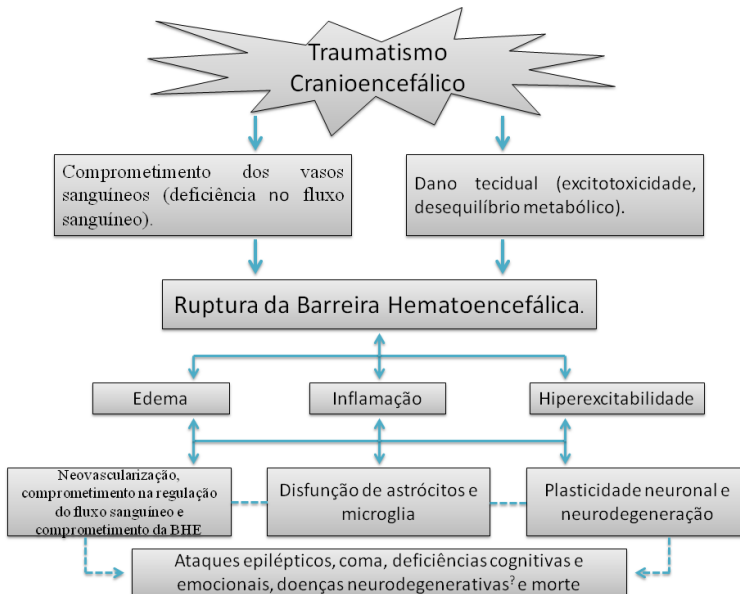 Traumatismo
Cranioencefálico
Comprometimento dos vasos
sanguíneos (deficiência no fluxo
sanguíneo).
Dano tecidual (excitotoxicidade,
desequilíbrio metabólico).
Ruptura da Barreira Hematoencefálica.
Edema
Inflamação
Hiperexcitabilidade
Neovascularização,
comprometimento na regulação
do fluxo sanguíneo e
comprometimento da BHE
Disfunção de astrócitos e
microglia
Plasticidade neuronal e
neurodegeneração
Ataques epilépticos, coma, deficiências cognitivas e
emocionais, doenças neurodegenerativas? e morte